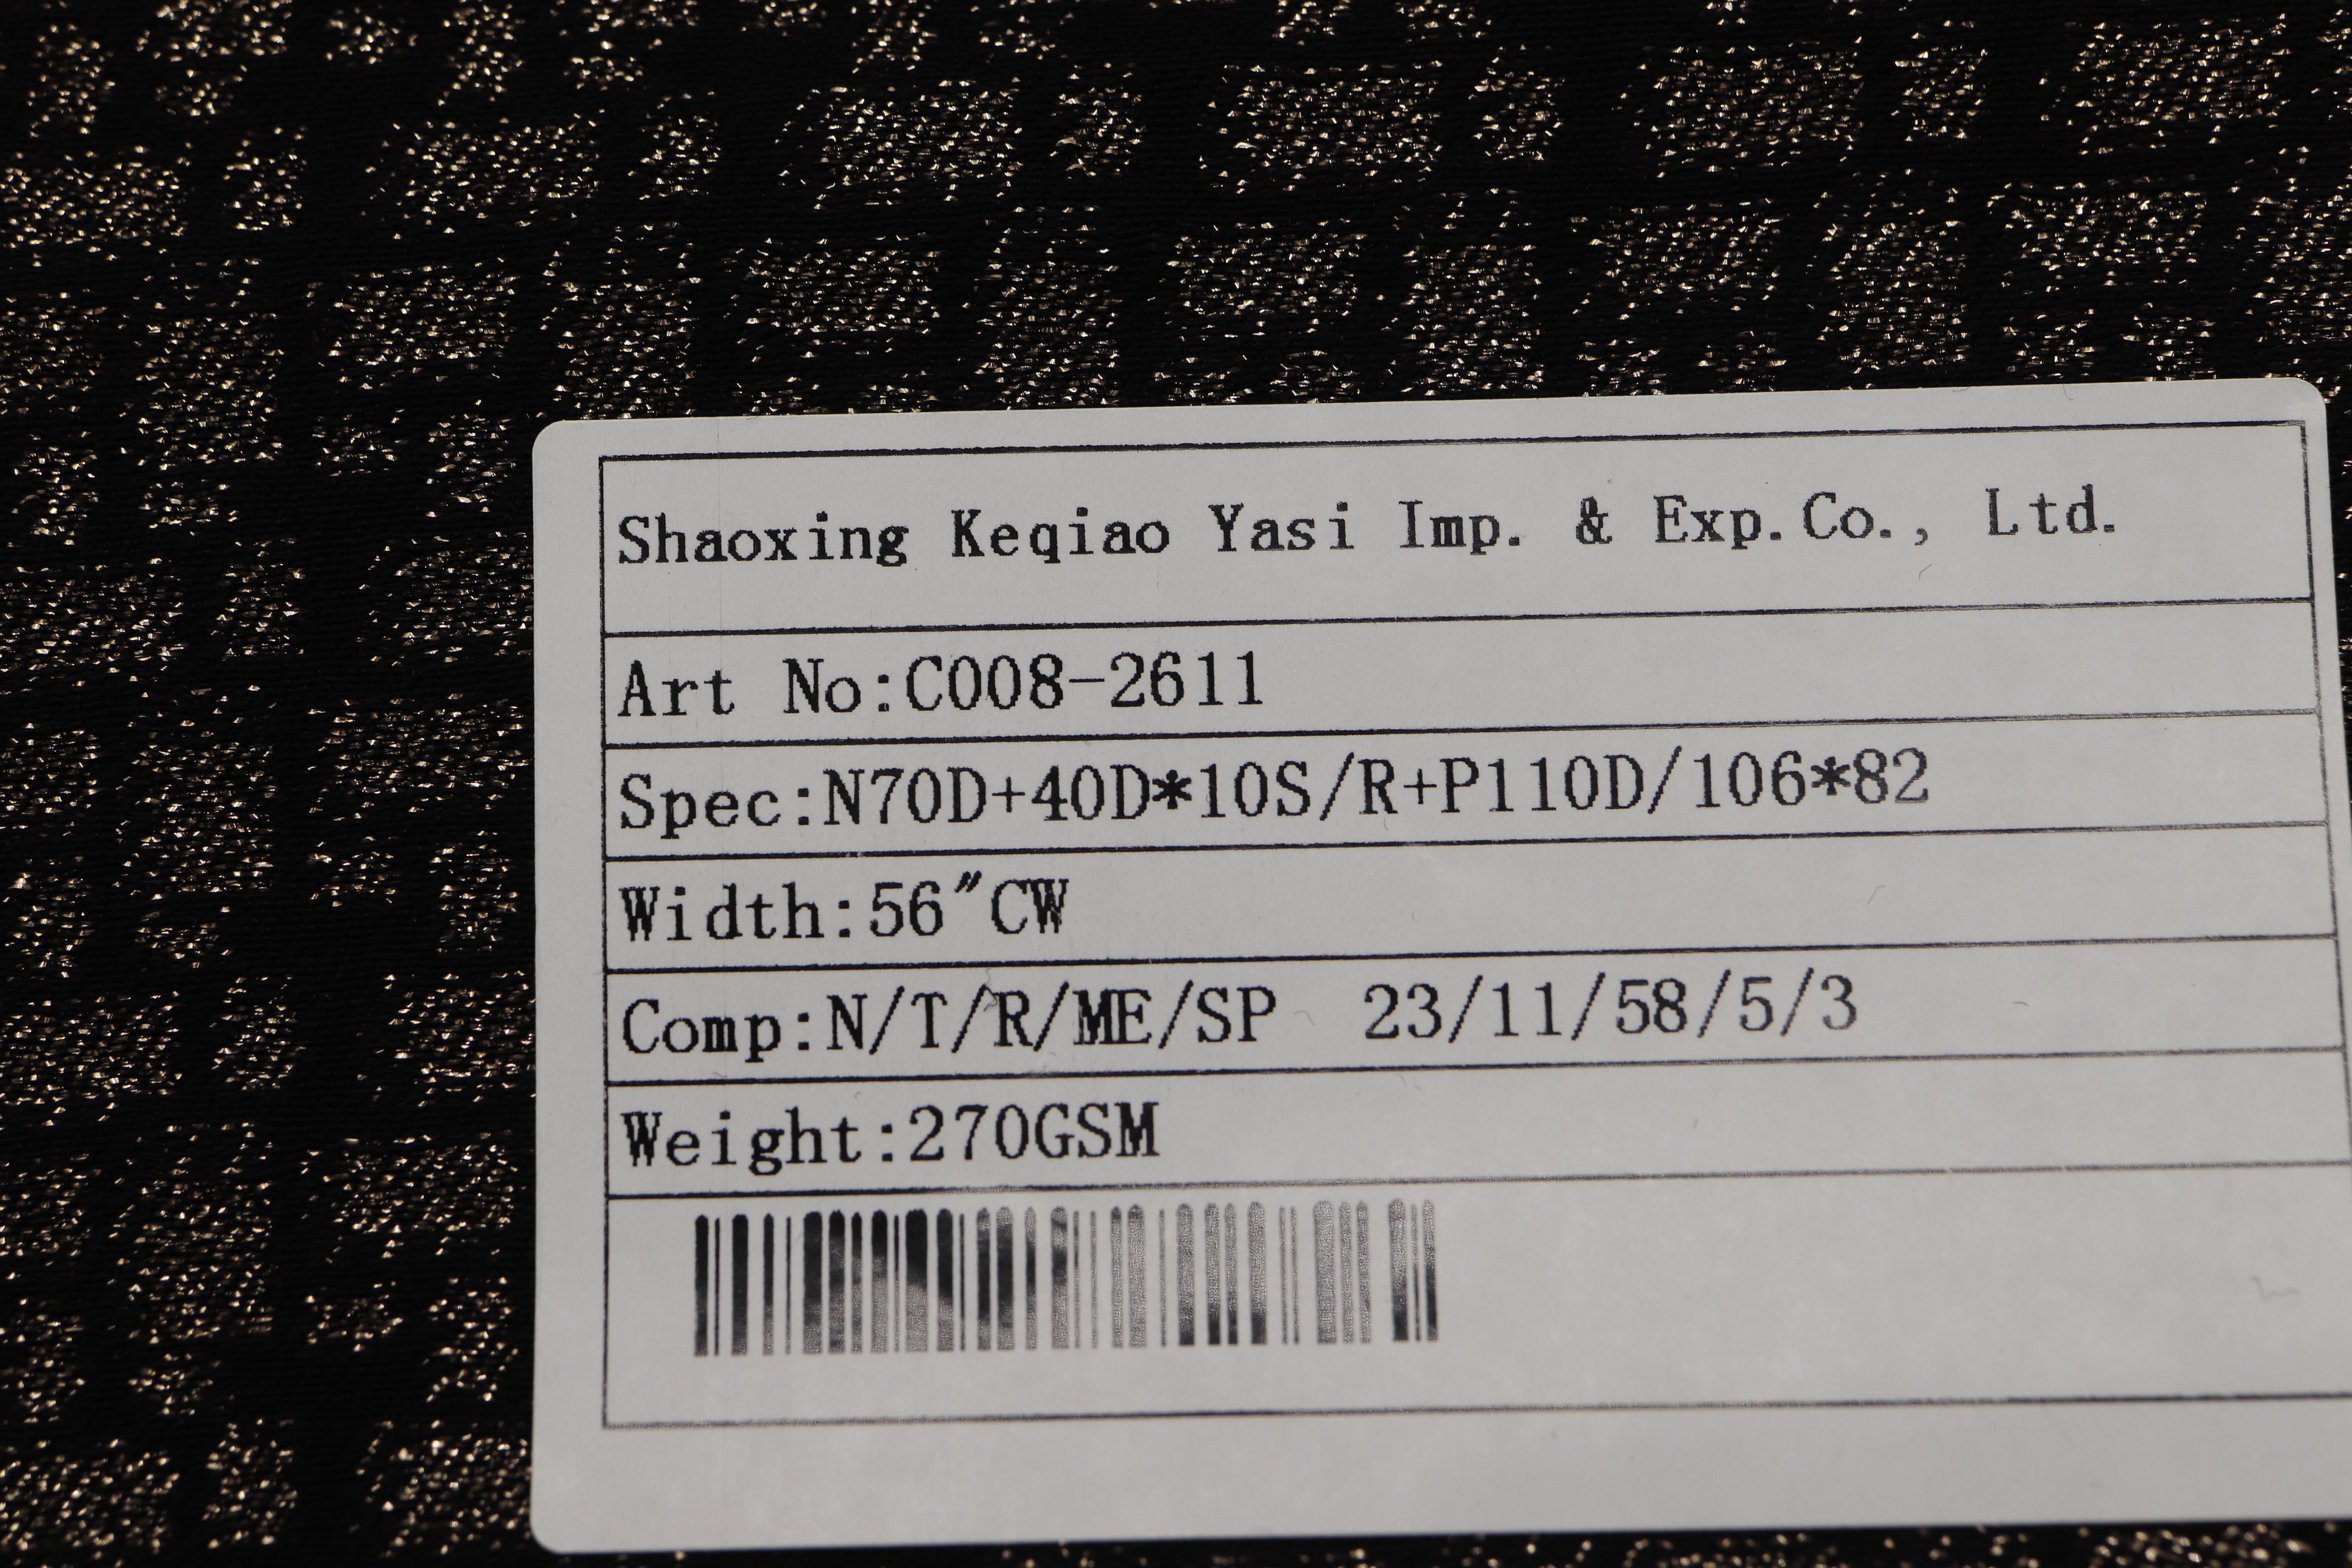 Shaoxing Keqiao Yasi Imp. & Exp.Co., Ltd.
Art No:C008-2611
Spec:N70D+40D*10S/R+P110D/106*82
Width:56"CW
Comp:N/T/R/ME/SP 23/11/58/5/3
Weight:270GSM